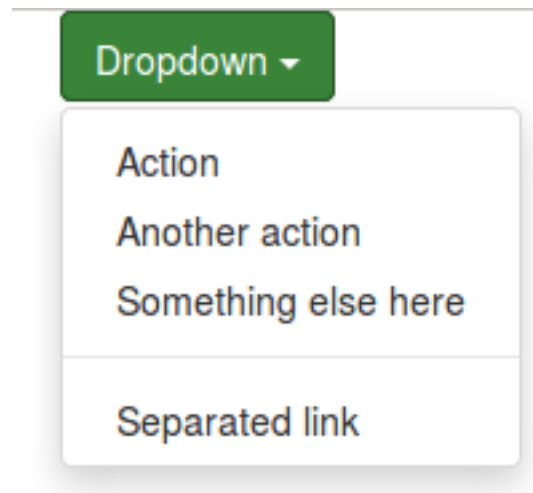 Dropdown
Action
Another action
Something else here
Separated link